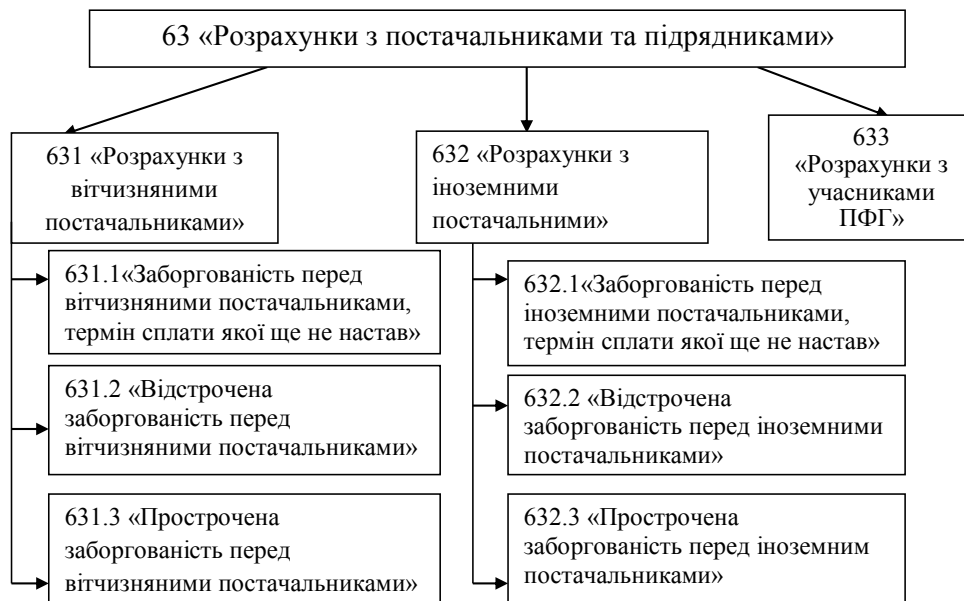 63 «Розрахунки з постачальниками та підрядниками»
631 «Розрахунки з
вітчизняними
постачальниками»
632 «Розрахунки з
іноземними
постачальними»
633
«Розрахунки з
учасниками
ПФГ»
631.1«Заборгованість перед
вітчизняними постачальниками,
термін сплати якої ще не настав»
631.2 «Відстрочена
заборгованість перед
вітчизняними постачальниками»
631.3 «Прострочена
заборгованість перед
вітчизняними постачальниками»
632.1«Заборгованість перед
іноземними постачальниками,
термін сплати якої ще не настав»
632.2 «Відстрочена
заборгованість перед іноземними
постачальниками»
632.3 «Прострочена
заборгованість перед іноземним
постачальниками»